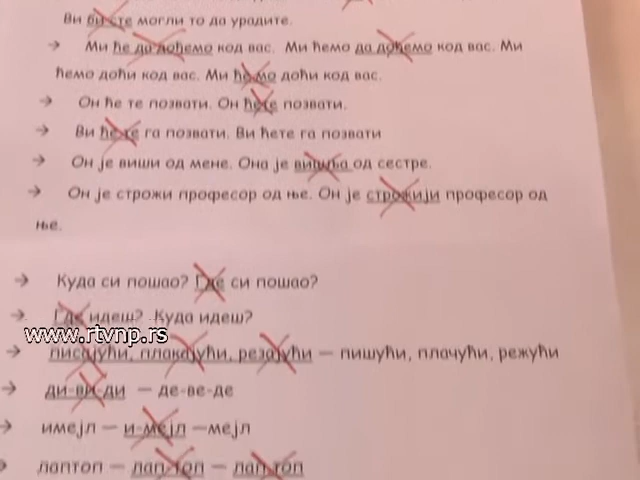 Ви би сте могли то да урадите.
→ Ми ће да дођемо код вас. Ми ћемо да дођемо код вас. Ми
ћемо доћи код вас. Ми ће мо доћи код вас.
→ Он ће те позвати. Он ћете позвати.
→ Ви ће те га позвати. Ви ћете га позвати
→ Он је виши од мене. Она је вишља од сестре.
→ Он је строжи професор од ње. Он је строжији професор од
ње.
→ Куда си пошао? Где си пошао?
→ Где идеш? Куда идеш?
www.rtvnp.rs
→ писајући, плакајући, резајући — пишући, плачући, режући
→ ди-ви-ди — де-ве-де
→ имејл — и-мејл —мејл
→ лаптоп — лап-топ — лап топ